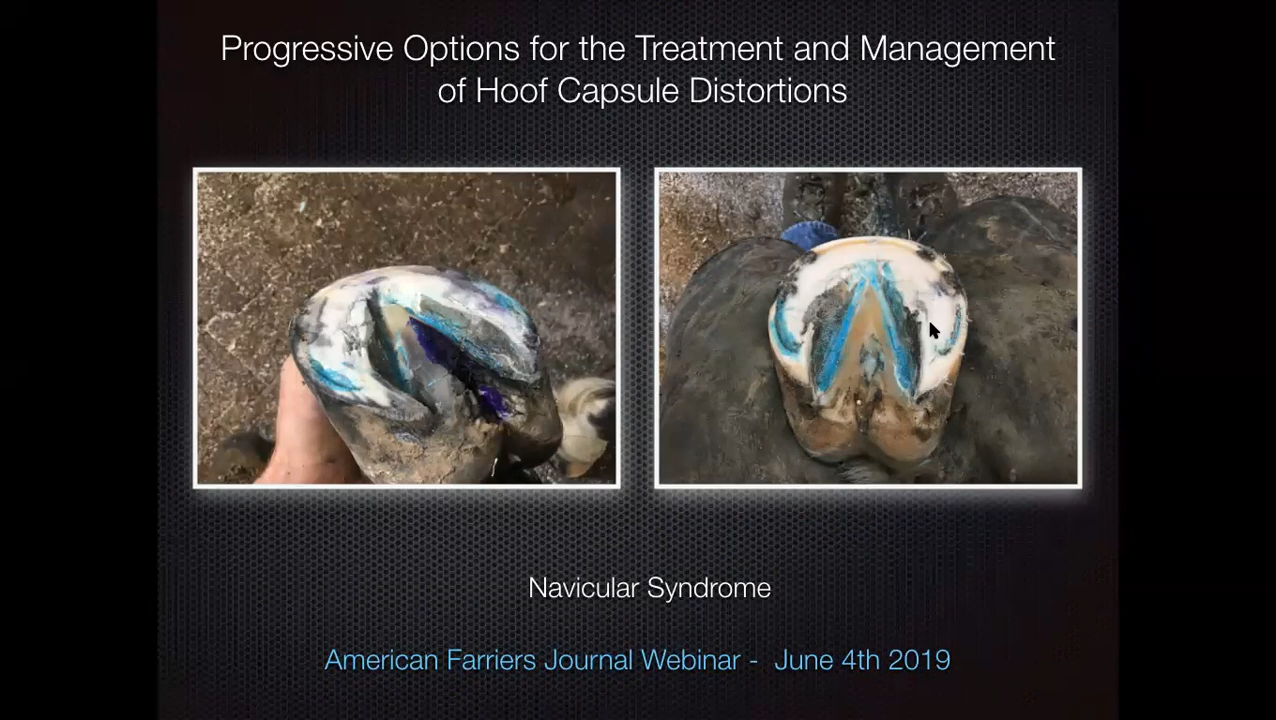 Progressive Options for the Treatment and Management
of Hoof Capsule Distortions
Navicular Syndrome
American Farriers Journal Webinar - June 4th 2019